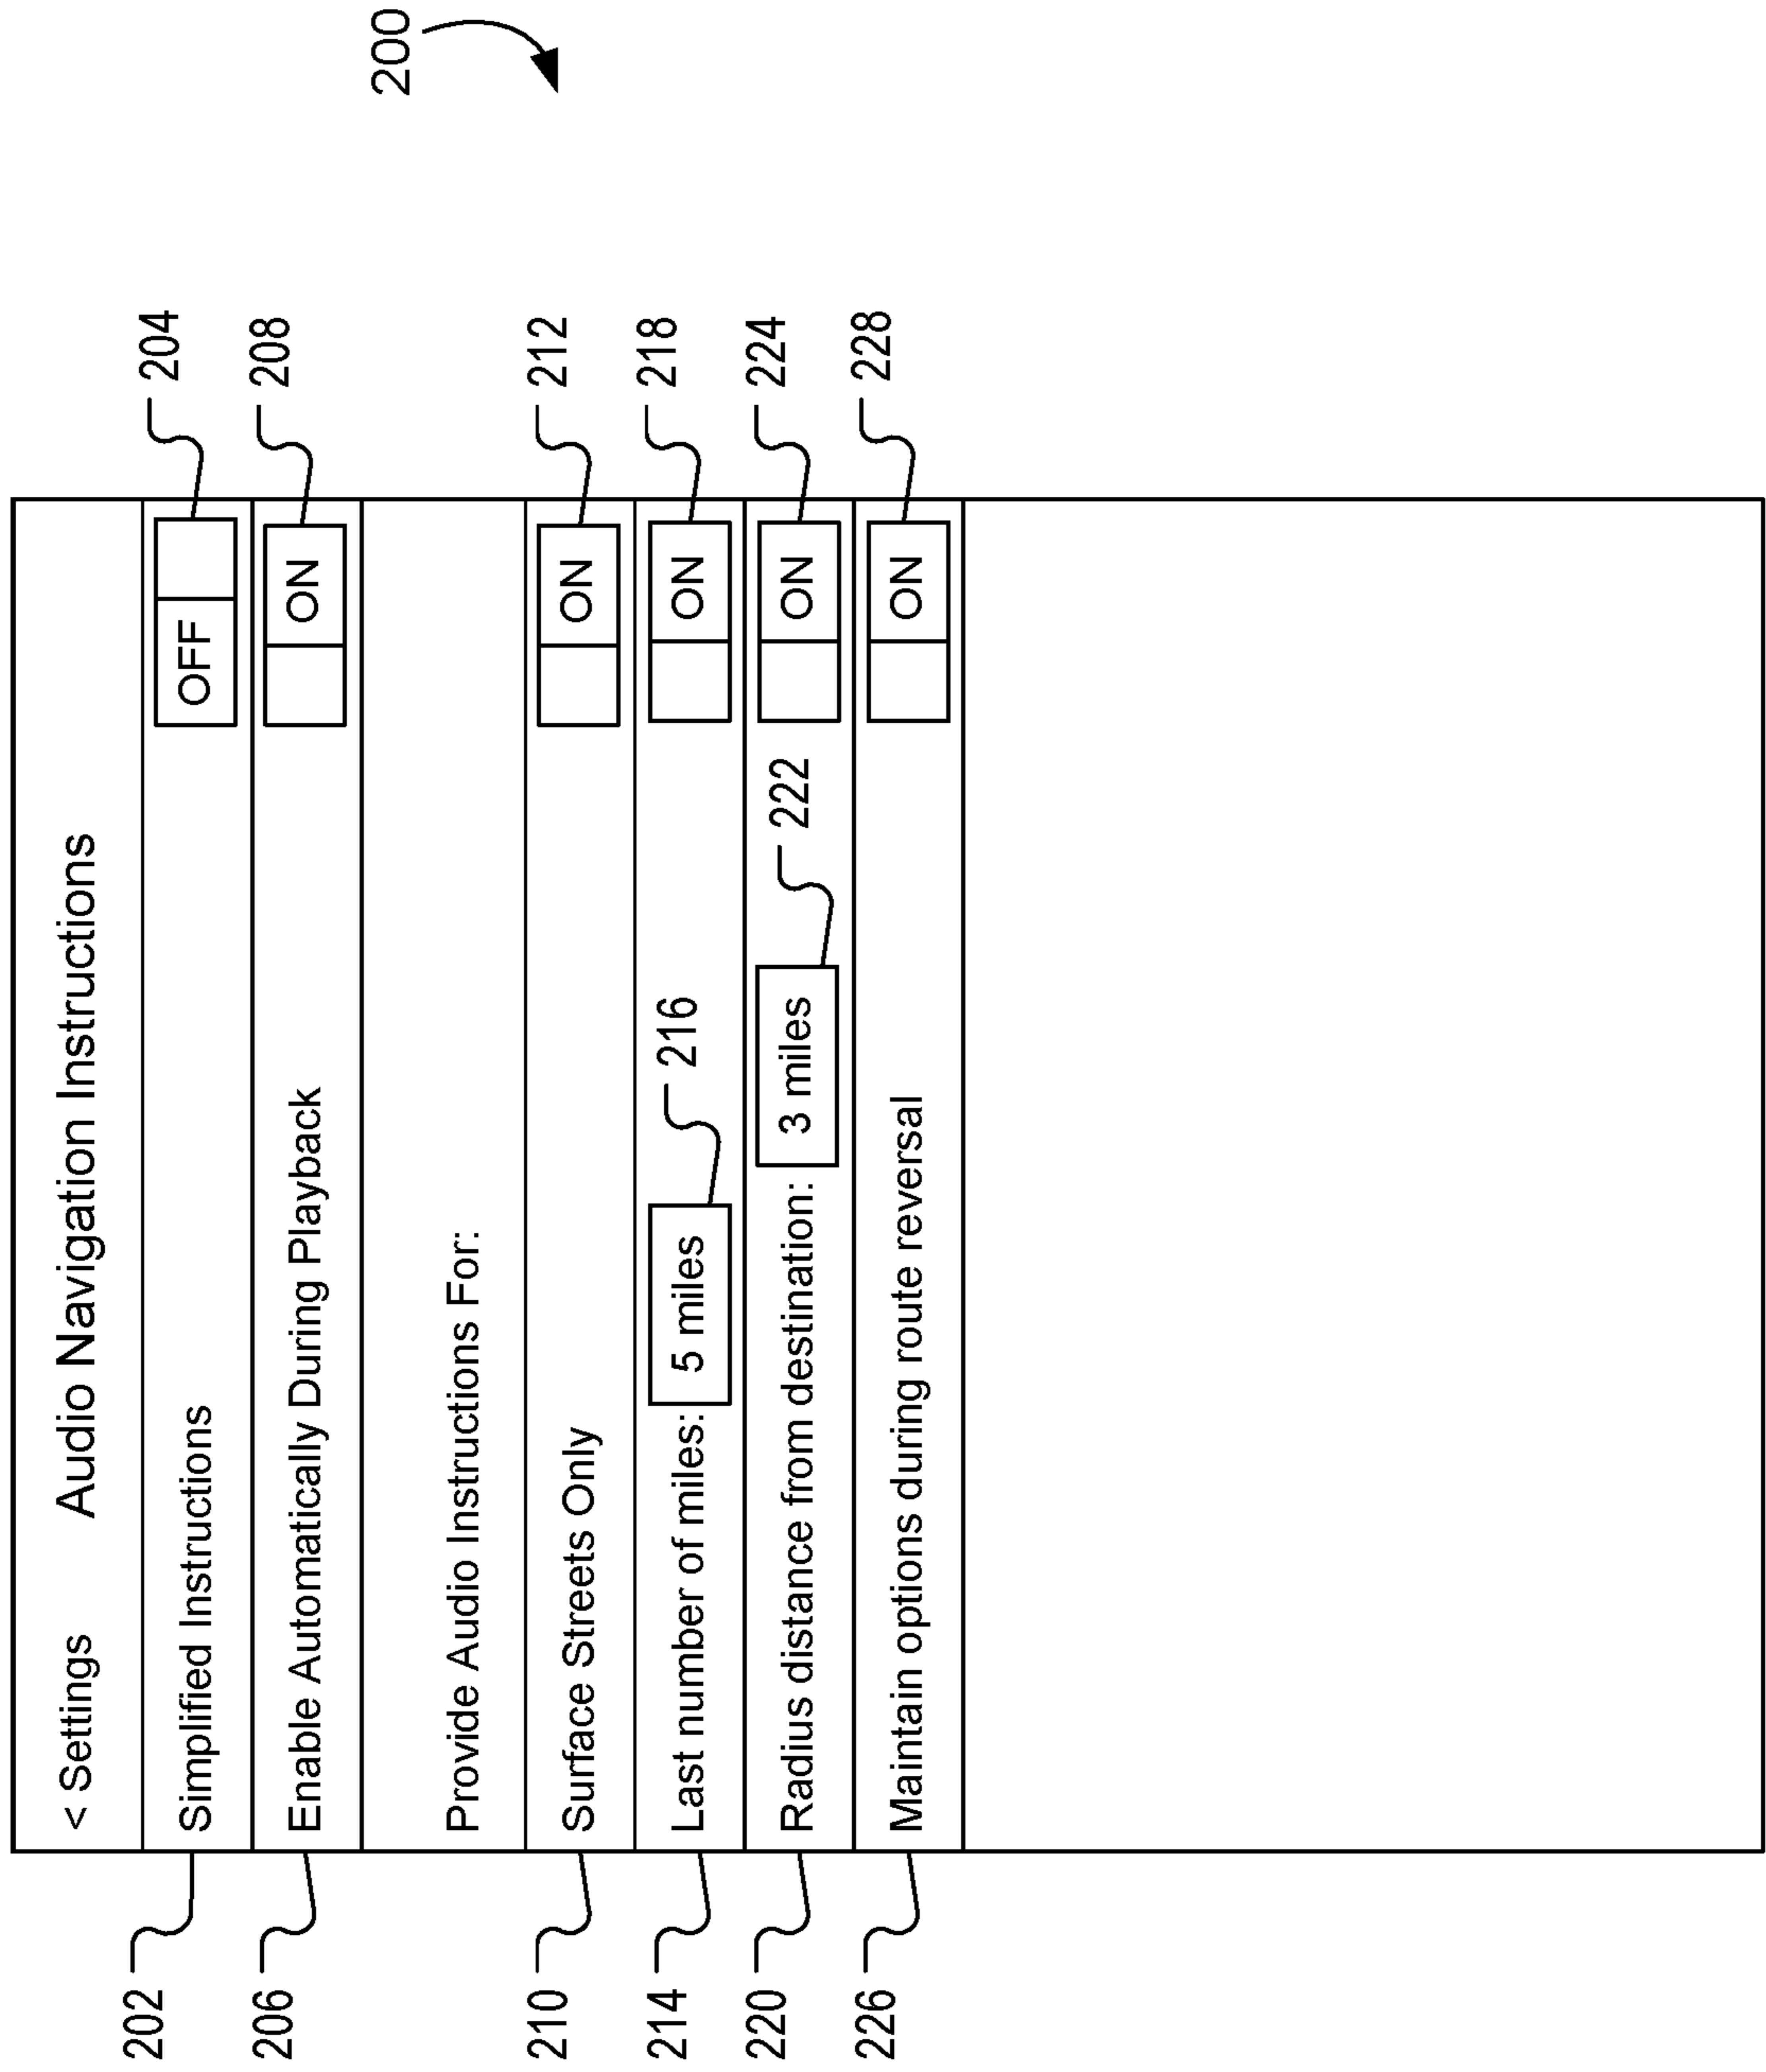 200
< Settings Audio Navigation Instructions
202 Simplified Instructions OFF 204
206 Enable Automatically During Playback ON 208
Provide Audio Instructions For:
210 Surface Streets Only ON 212
214 Last number of miles: 5 miles 216 ON 218
220 Radius distance from destination: 3 miles 222 ON 224
226 Maintain options during route reversal ON 228